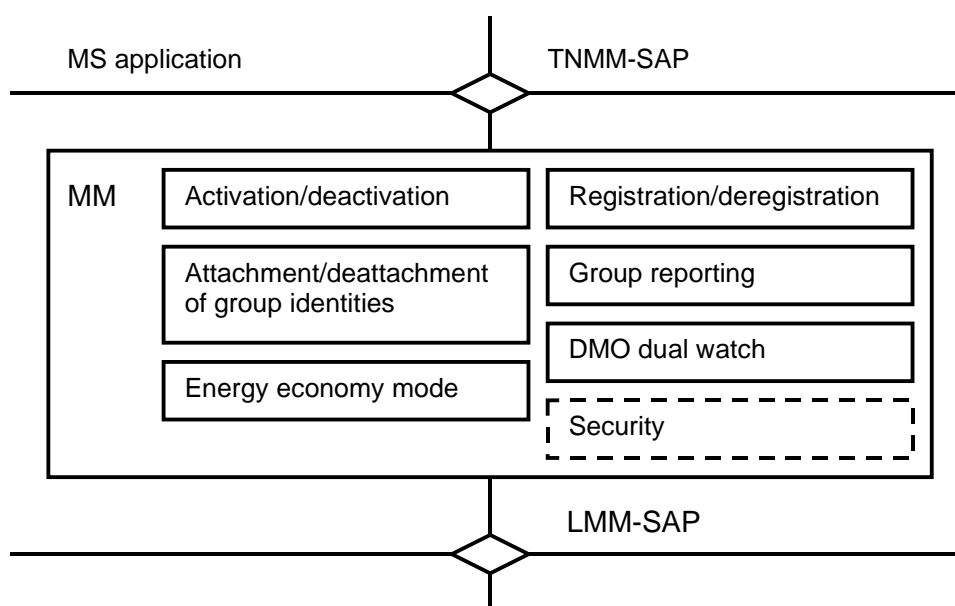 MS application
TNMM-SAP
MM
Activation/deactivation
Attachment/deattachment
of group identities
Energy economy mode
Registration/deregistration
Group reporting
DMO dual watch
Security
LMM-SAP